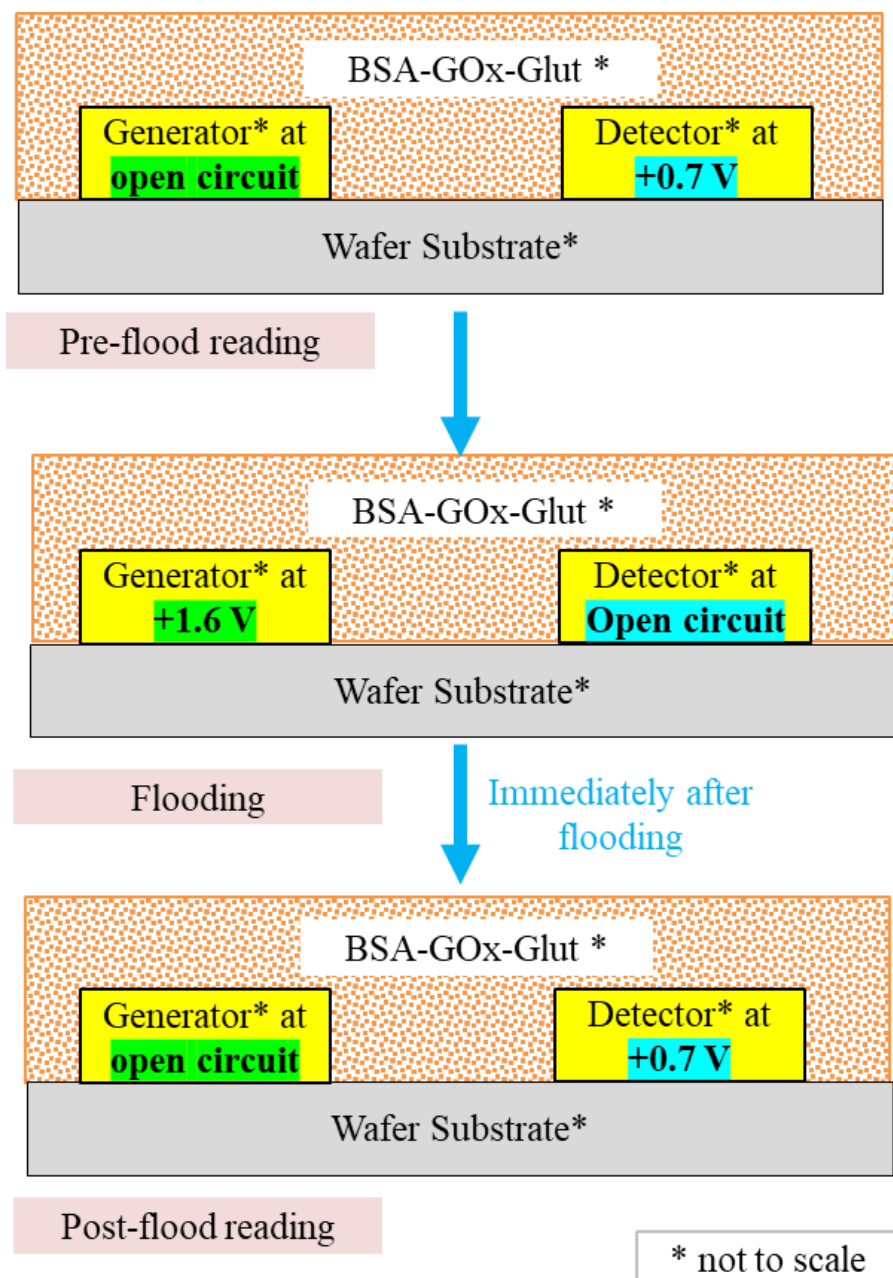 BSA-GOx-Glut *
Generator* at
open circuit
Detector* at
+0.7 V
Wafer Substrate*
Pre-flood reading
BSA-GOx-Glut *
Generator* at
+1.6 V
Detector* at
Open circuit
Wafer Substrate*
Flooding
Immediately after
flooding
BSA-GOx-Glut *
Generator* at
open circuit
Detector* at
+0.7 V
Wafer Substrate*
Post-flood reading
* not to scale